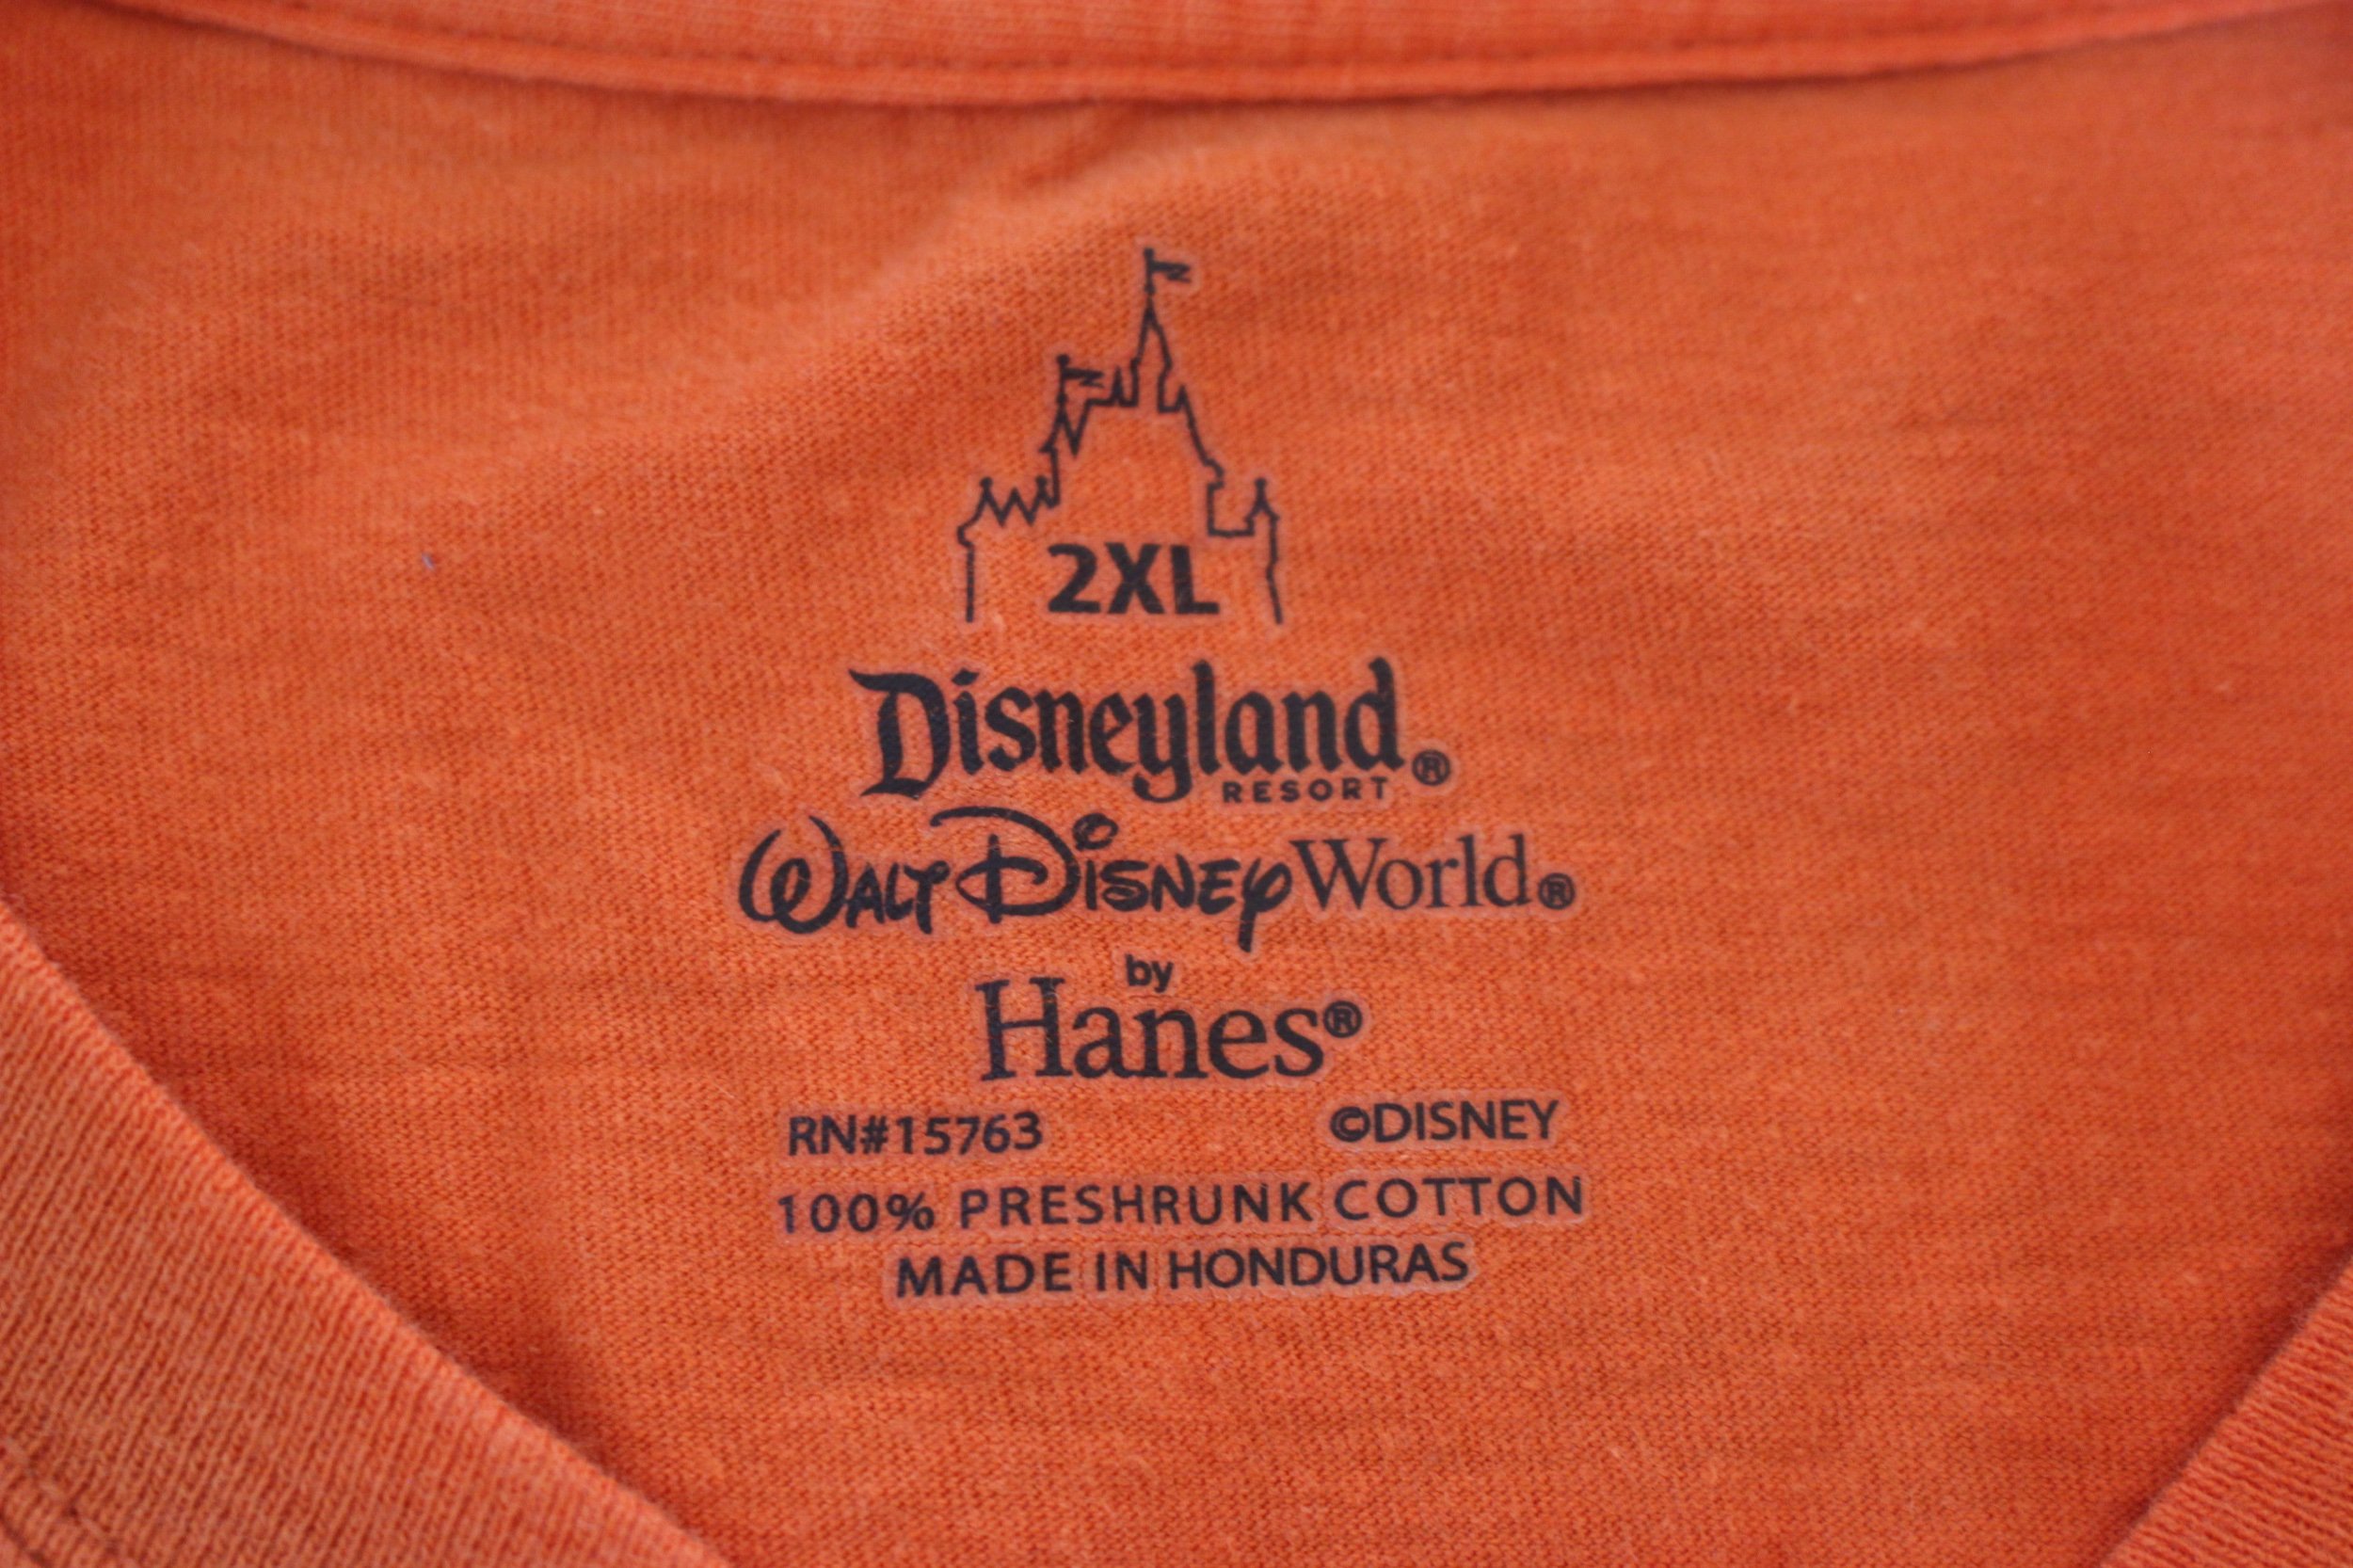 2XL
Disneyland®
RESORT
WALT DISNEY World®
by
Hanes®
RN#15763 ©DISNEY
100% PRESHRUNK COTTON
MADE IN HONDURAS